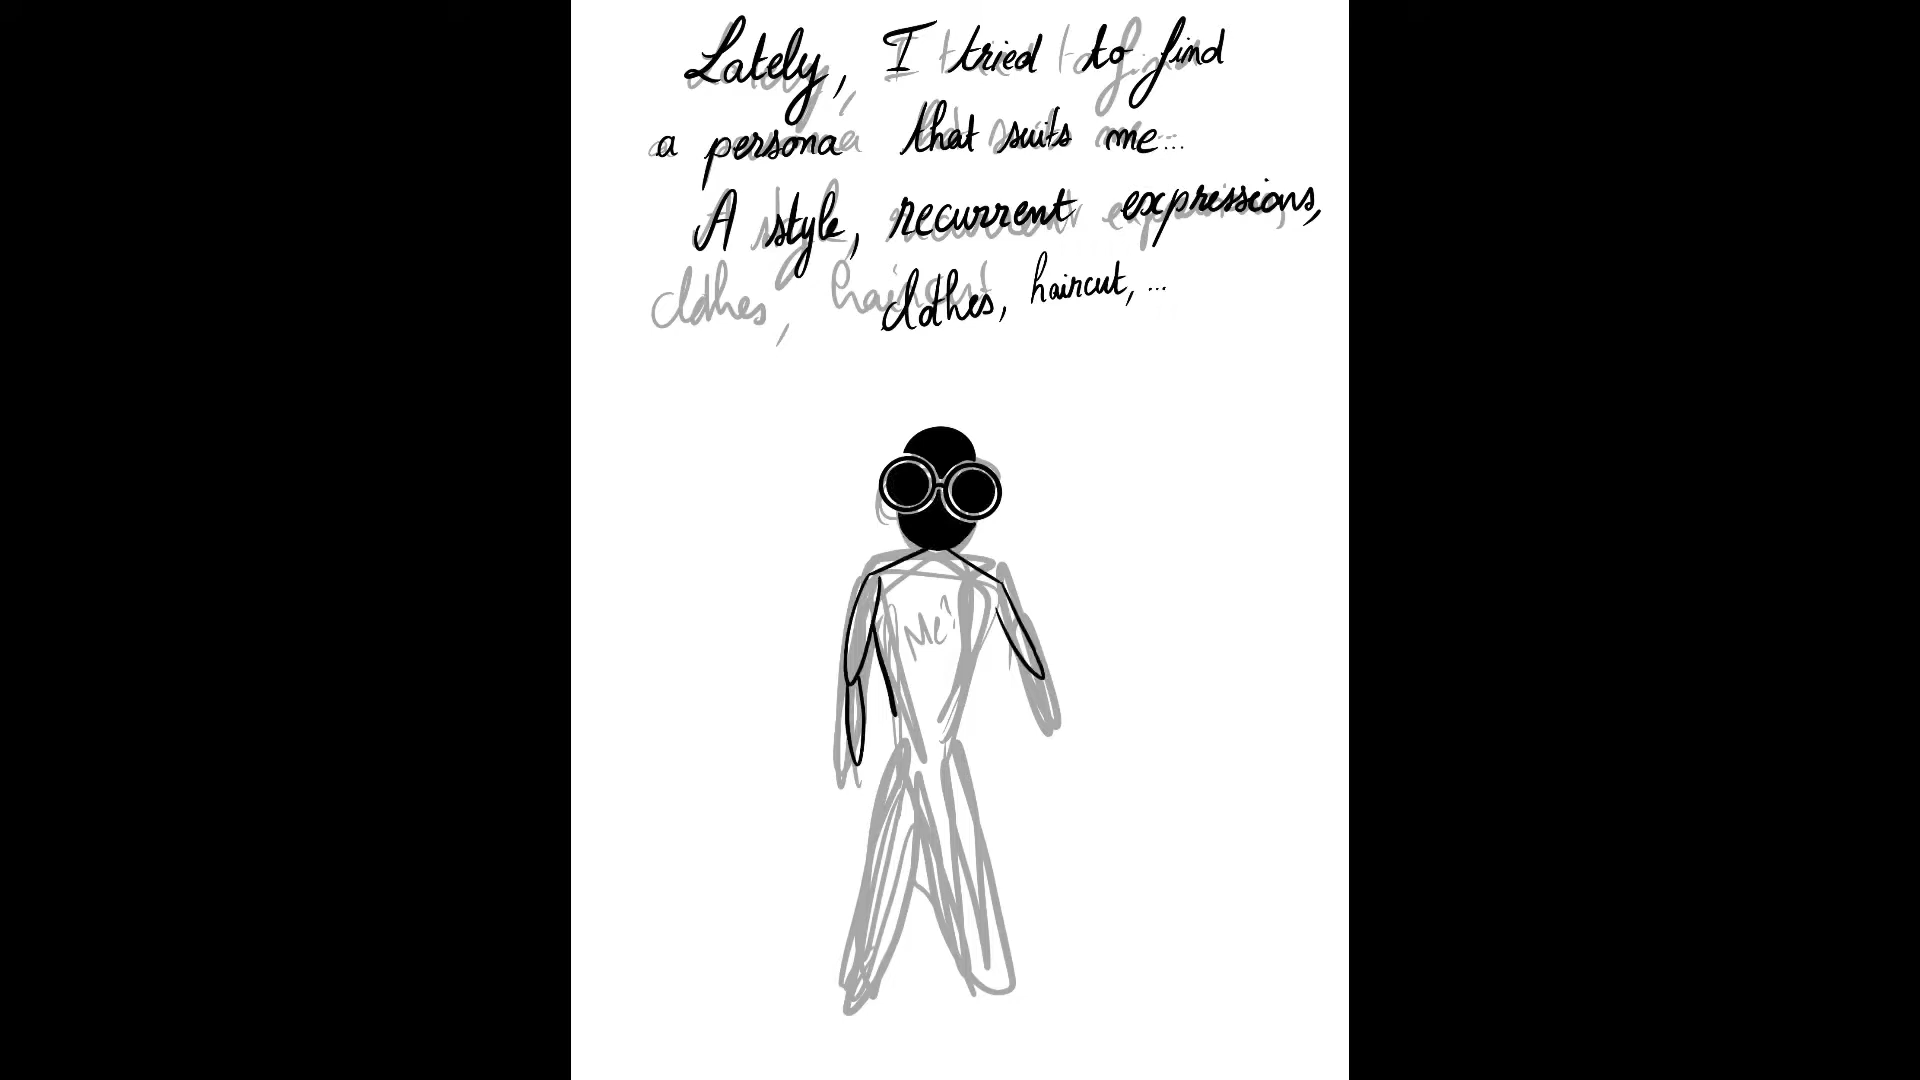 Lately, I tried to find
a persona that suits me...
A style, recurrent expressions,
clothes, haircut, ...
Me?